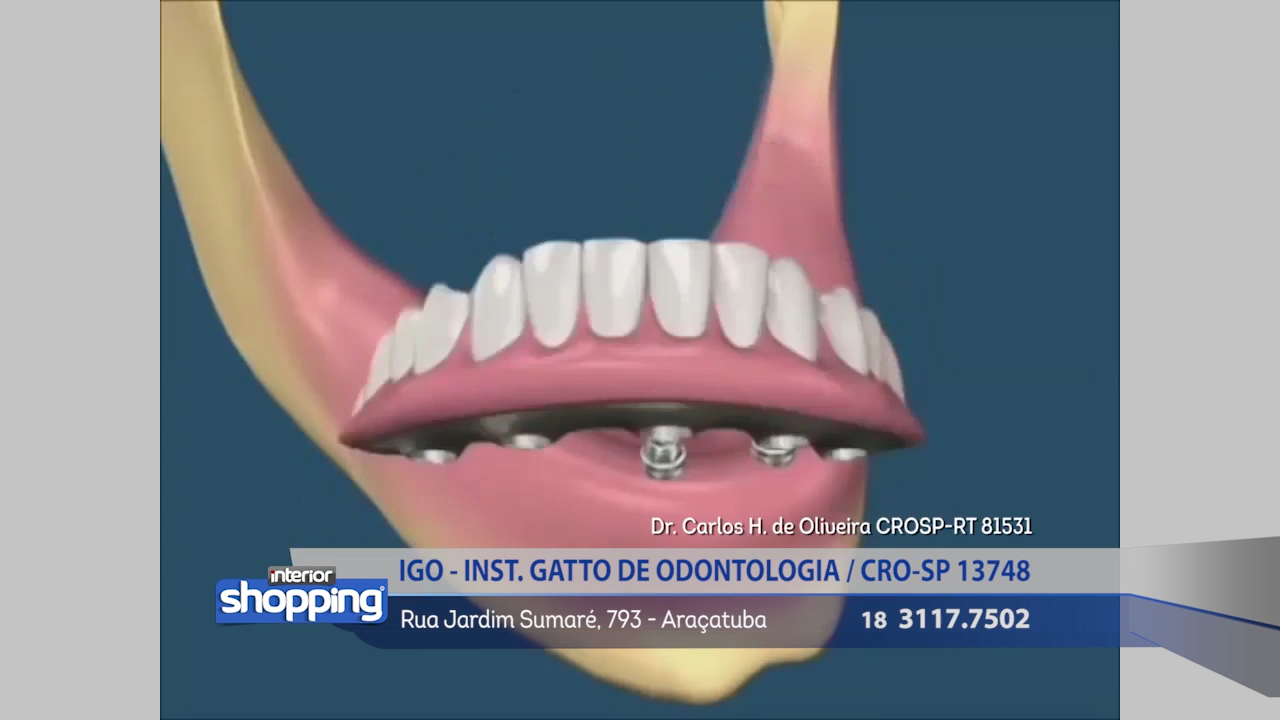 Dr. Carlos H. de Oliveira CROSP-RT 81531
IGO - INST. GATTO DE ODONTOLOGIA / CRO-SP 13748
interior
shopping
Rua Jardim Sumaré, 793 - Araçatuba
18 3117.7502